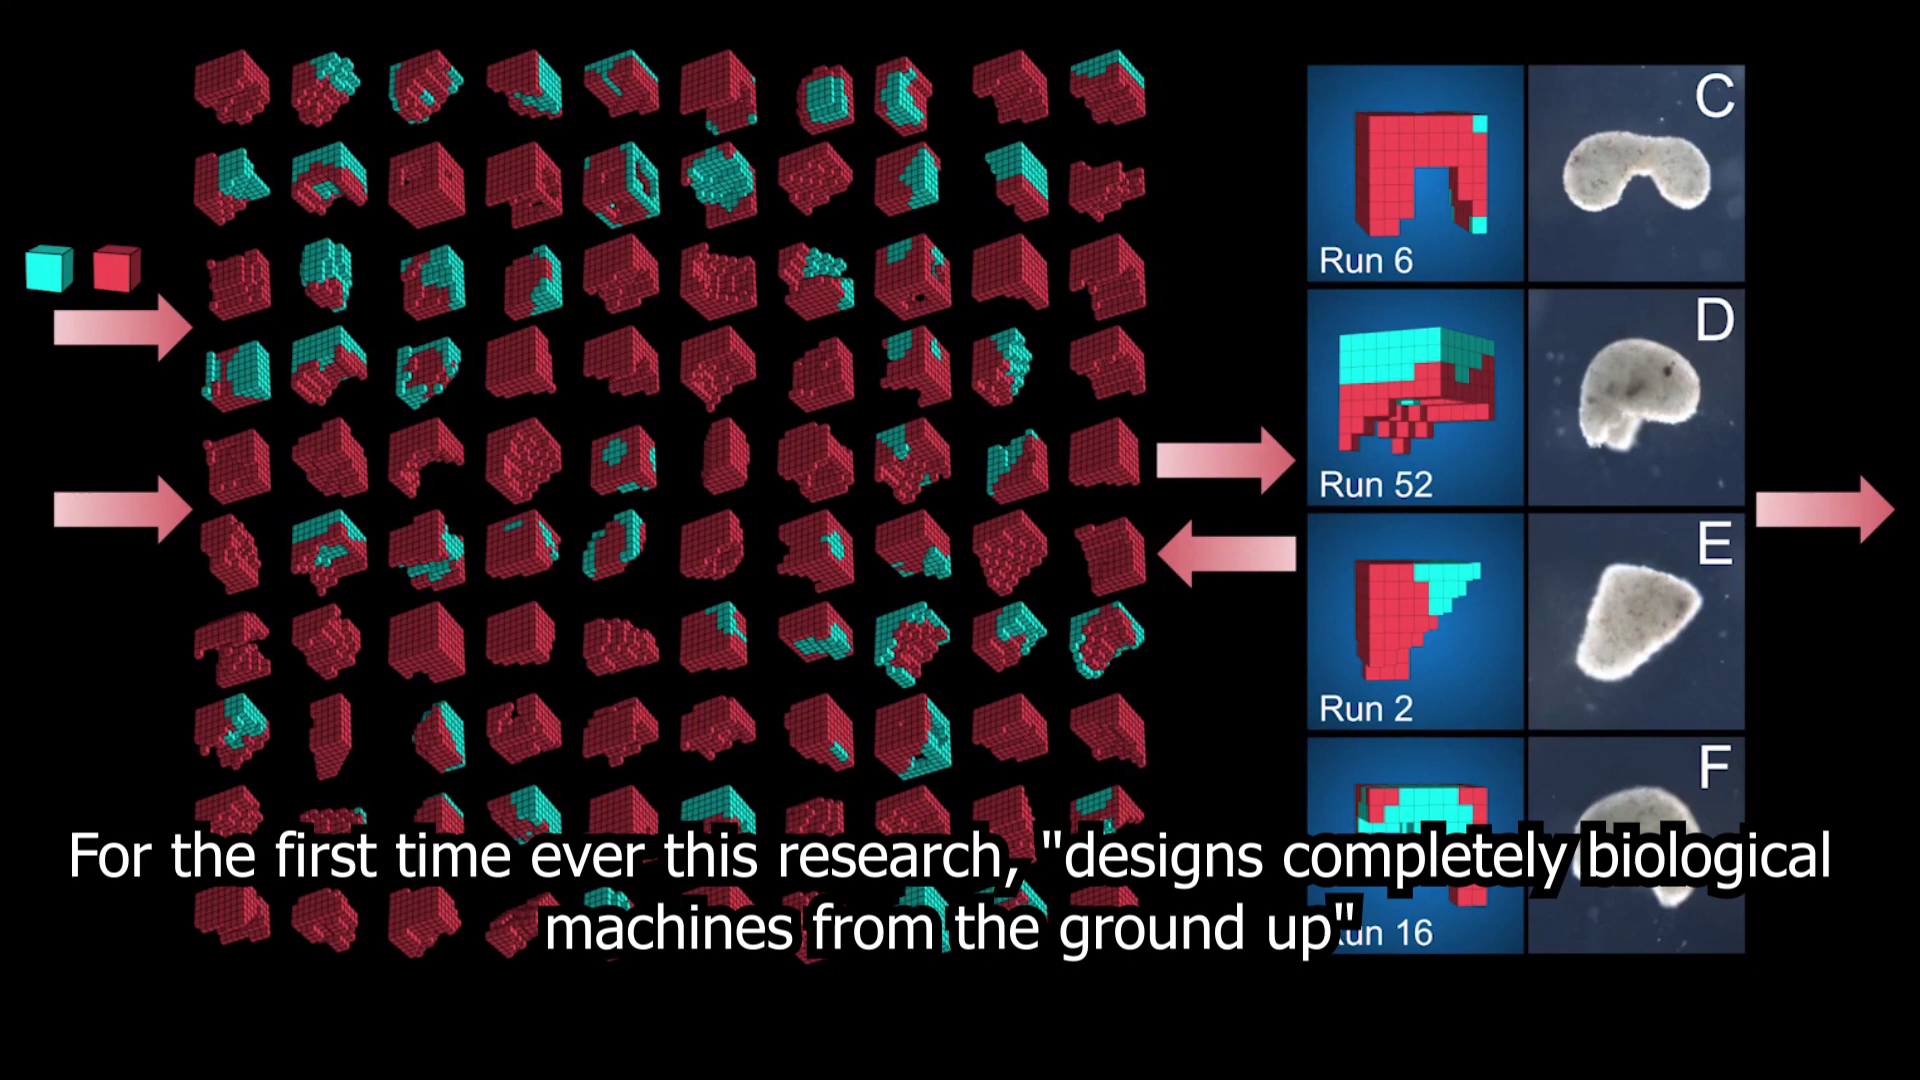 C
Run 6
D
Run 52
E
Run 2
F
For the first time ever this research, "designs completely biological
machines from the ground up"
Run 16